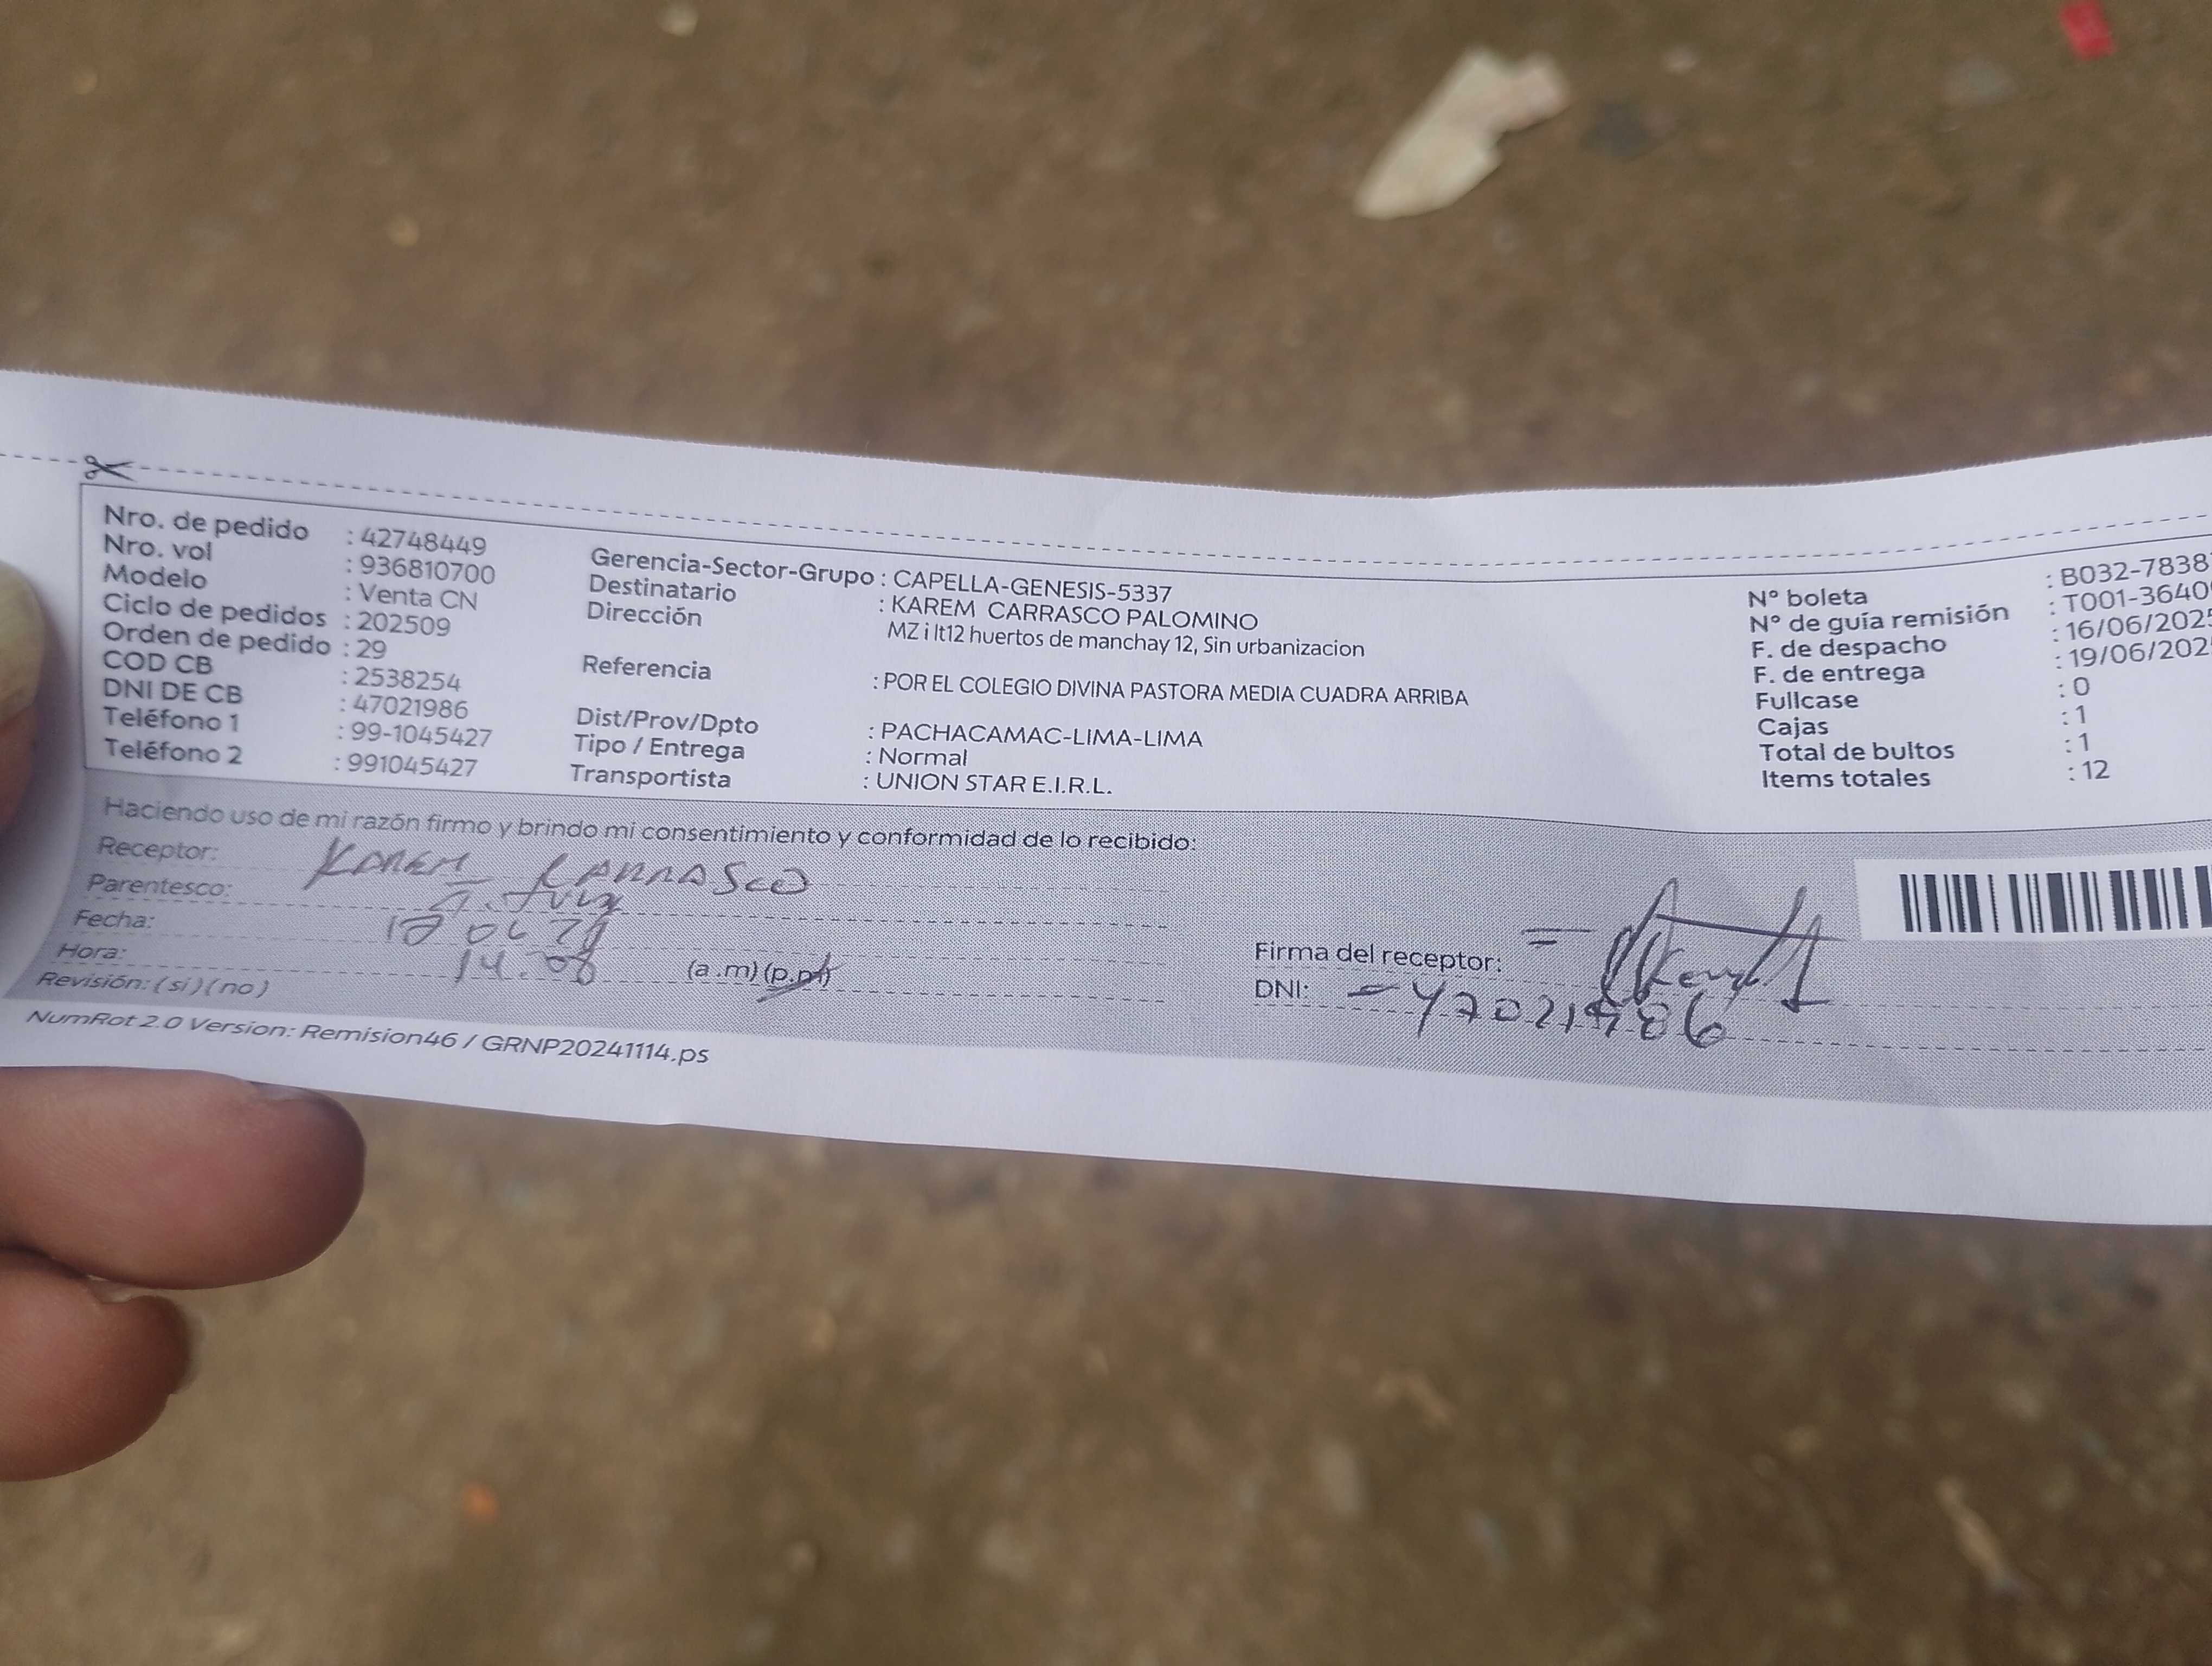 Nro. de pedido : 42748449
Nro. vol : 936810700
Modelo : Venta CN
Ciclo de pedidos : 202509
Orden de pedido : 29
COD CB : 2538254
DNI DE CB : 47021986
Teléfono 1 : 99-1045427
Teléfono 2 : 991045427
Gerencia-Sector-Grupo : CAPELLA-GENESIS-5337
Destinatario : KAREM CARRASCO PALOMINO
Dirección MZ i lt12 huertos de manchay 12, Sin urbanizacion
Referencia : POR EL COLEGIO DIVINA PASTORA MEDIA CUADRA ARRIBA
Dist/Prov/Dpto : PACHACAMAC-LIMA-LIMA
Tipo / Entrega : Normal
Transportista : UNION STAR E.I.R.L.
N° boleta : B032-7838
N° de guía remisión : T001-3640
F. de despacho : 16/06/202
F. de entrega : 19/06/202
Fullcase : 0
Cajas : 1
Total de bultos : 1
Items totales : 12
Haciendo uso de mi razón firmo y brindo mi consentimiento y conformidad de lo recibido:
Receptor: KAREM CARRASCO
Parentesco:
Fecha:
Hora: 14.08 (a.m) (p.m)
Revisión: ( si ) ( no )
Firma del receptor:
DNI: 47021986
NumRot 2.0 Version: Remision46 / GRNP20241114.ps